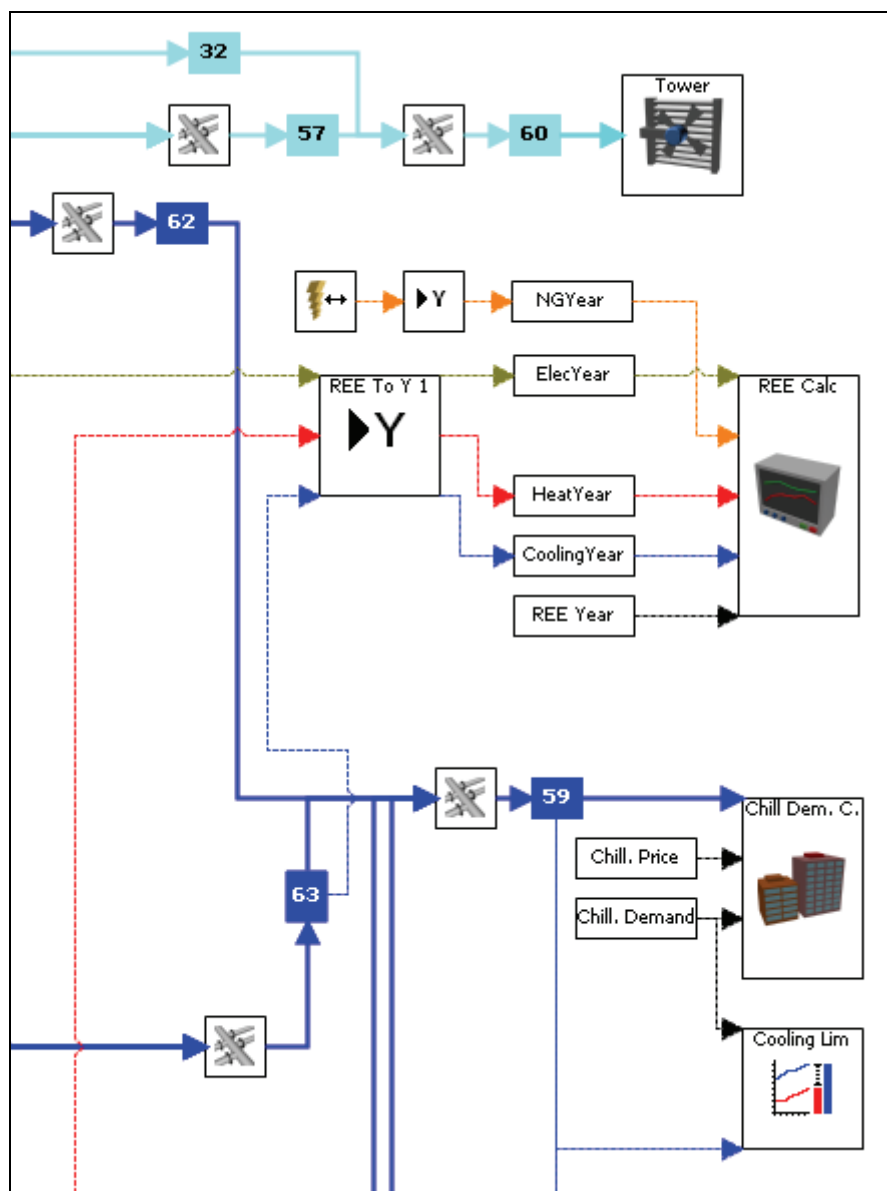 32
Tower
57
60
62
Y
NGYear
ElecYear
REE To Y 1
REE Calc
Y
HeatYear
CoolingYear
REE Year
59
Chill Dem. C.
Chill. Price
63
Chill. Demand
Cooling Lim